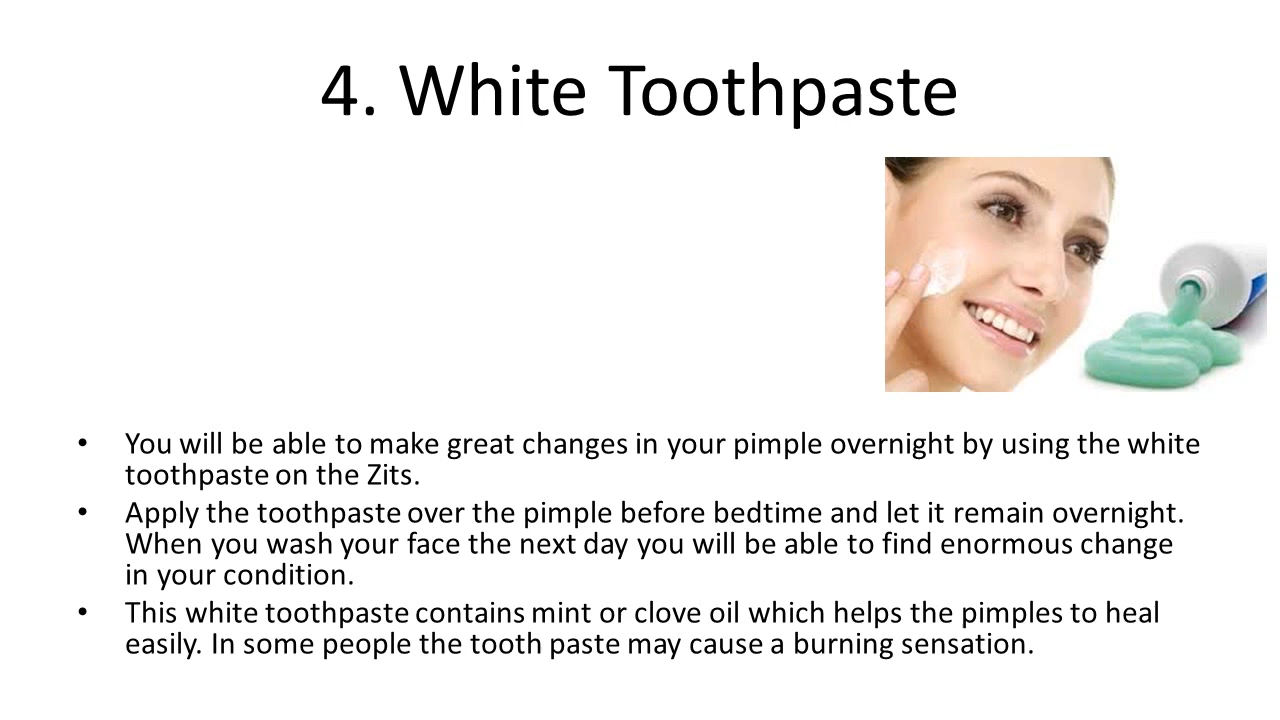 4. White Toothpaste
• You will be able to make great changes in your pimple overnight by using the white
toothpaste on the Zits.
• Apply the toothpaste over the pimple before bedtime and let it remain overnight.
When you wash your face the next day you will be able to find enormous change
in your condition.
• This white toothpaste contains mint or clove oil which helps the pimples to heal
easily. In some people the tooth paste may cause a burning sensation.